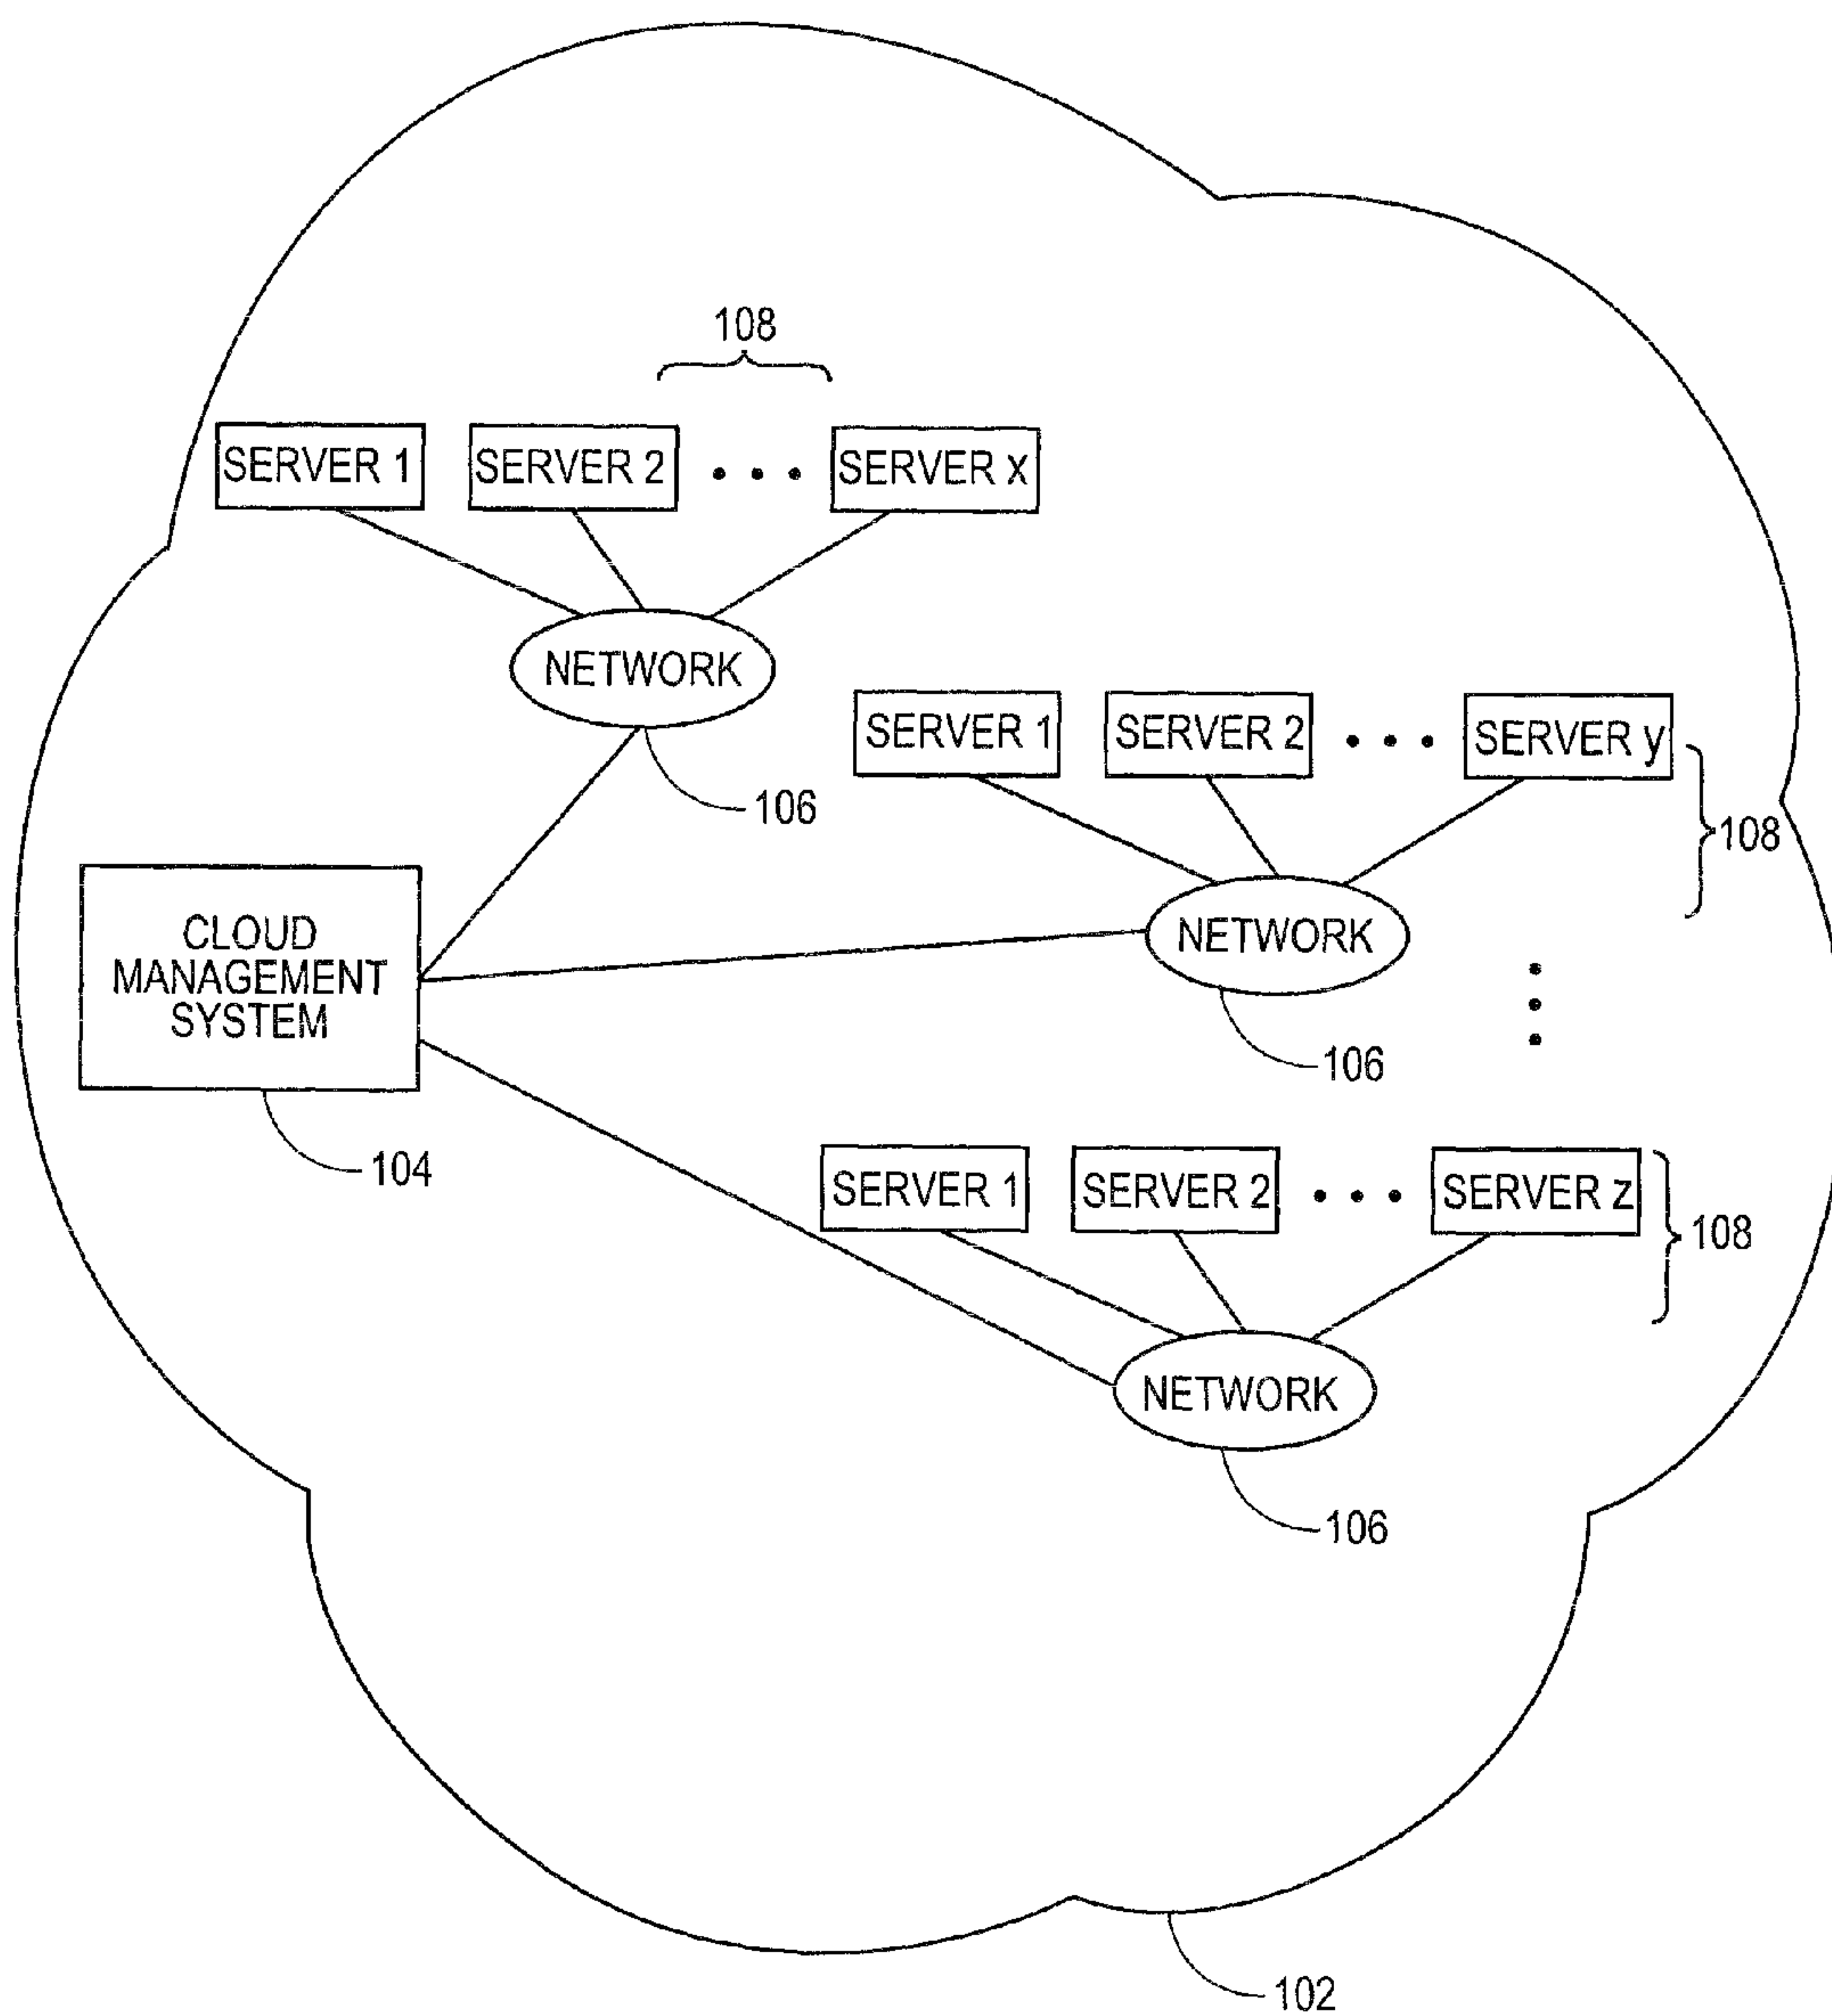 108
SERVER 1
SERVER 2
SERVER X
NETWORK
106
SERVER 1
SERVER 2
SERVER y
108
NETWORK
106
CLOUD
MANAGEMENT
SYSTEM
104
SERVER 1
SERVER 2
SERVER z
108
NETWORK
106
102